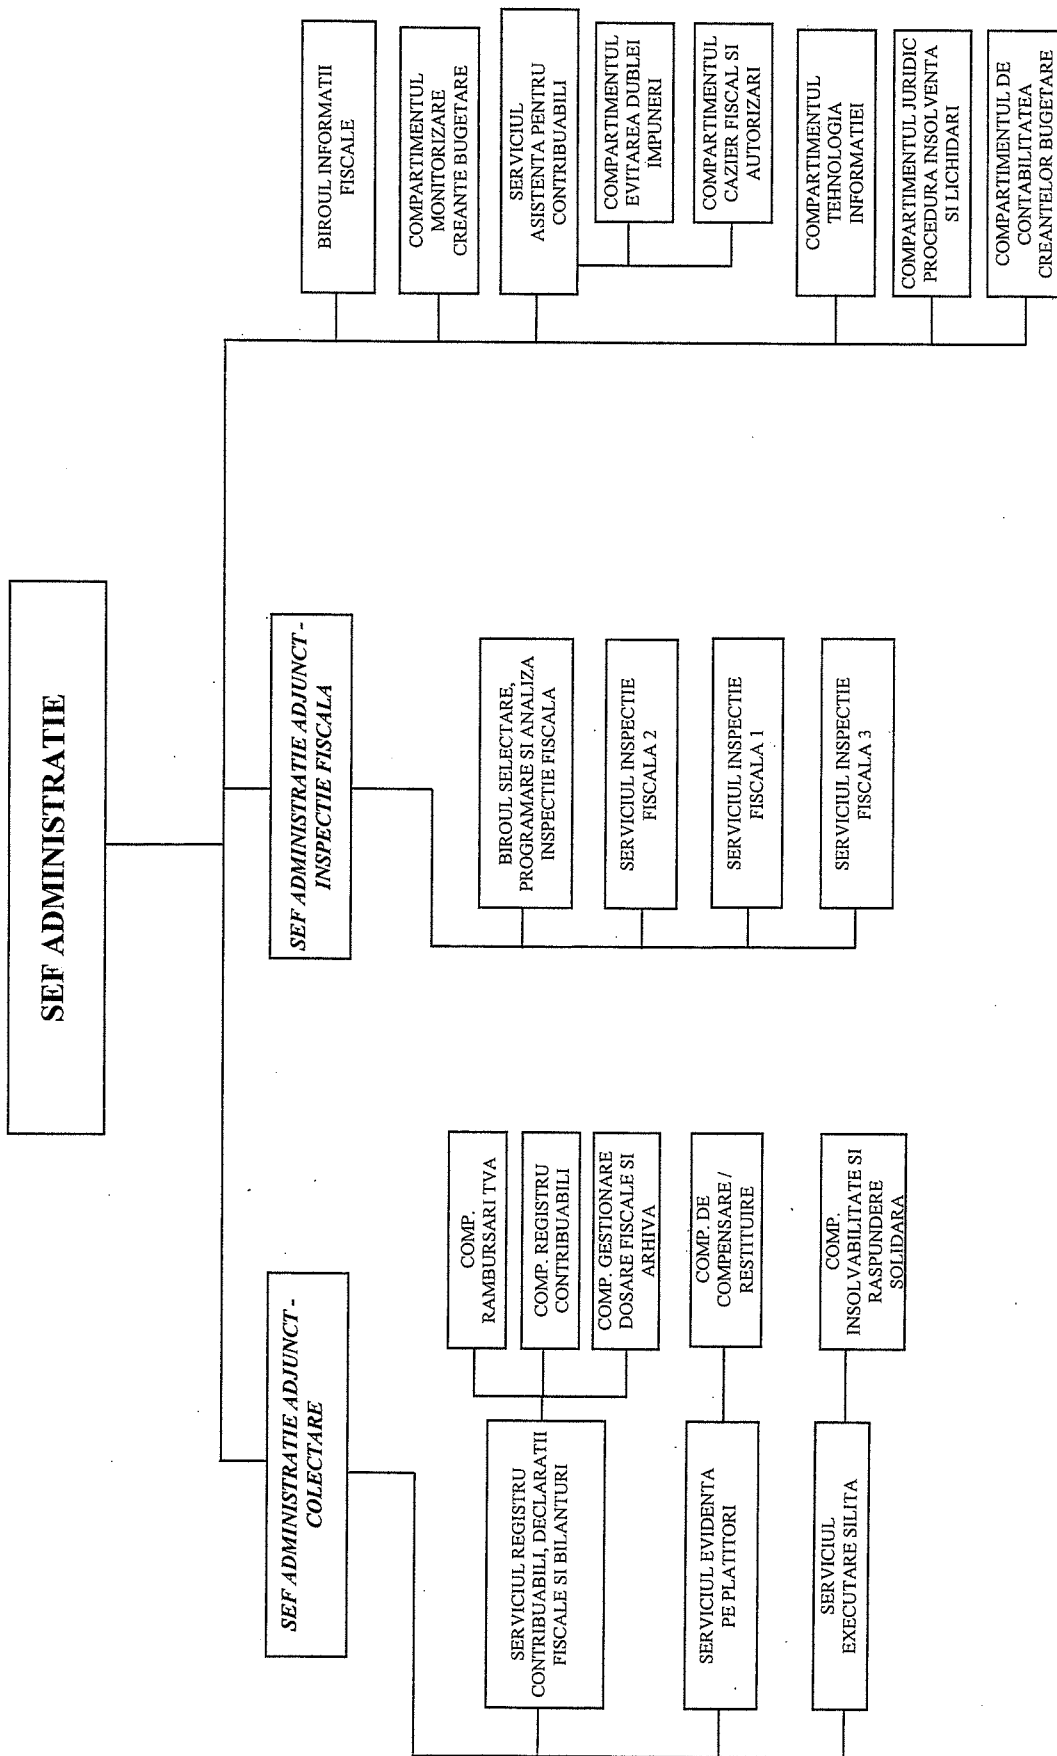 SEF ADMINISTRATIE
SEF ADMINISTRATIE ADJUNCT-
COLECTARE
SERVICIUL REGISTRU
CONTRIBUABILI, DECLARATII
FISCALE SI BILANTURI
COMP.
RAMBURSARI TVA
COMP. REGISTRU
CONTRIBUABILI
COMP. GESTIONARE
DOSARE FISCALE SI
ARHIVA
SERVICIUL EVIDENTA
PE PLATITORI
COMP. DE
COMPENSARE /
RESTITUIRE
SERVICIUL
EXECUTARE SILITA
COMP.
INSOLVABILITATE SI
RASPUNDERE
SOLIDARA
SEF ADMINISTRATIE ADJUNCT -
INSPECTIE FISCALA
BIROUL SELECTARE,
PROGRAMARE SI ANALIZA
INSPECTIE FISCALA
SERVICIUL INSPECTIE
FISCALA 2
SERVICIUL INSPECTIE
FISCALA 1
SERVICIUL INSPECTIE
FISCALA 3
BIROUL INFORMATII
FISCALE
COMPARTIMENTUL
MONITORIZARE
CREANTE BUGETARE
SERVICIUL
ASISTENTA PENTRU
CONTRIBUABILI
COMPARTIMENTUL
EVITAREA DUBLEI
IMPUNERI
COMPARTIMENTUL
CAZIER FISCAL SI
AUTORIZARI
COMPARTIMENTUL
TEHNOLOGIA
INFORMATIEI
COMPARTIMENTUL JURIDIC
PROCEDURA INSOLVENTA
SI LICHIDARI
COMPARTIMENTUL DE
CONTABILITATEA
CREANTELOR BUGETARE